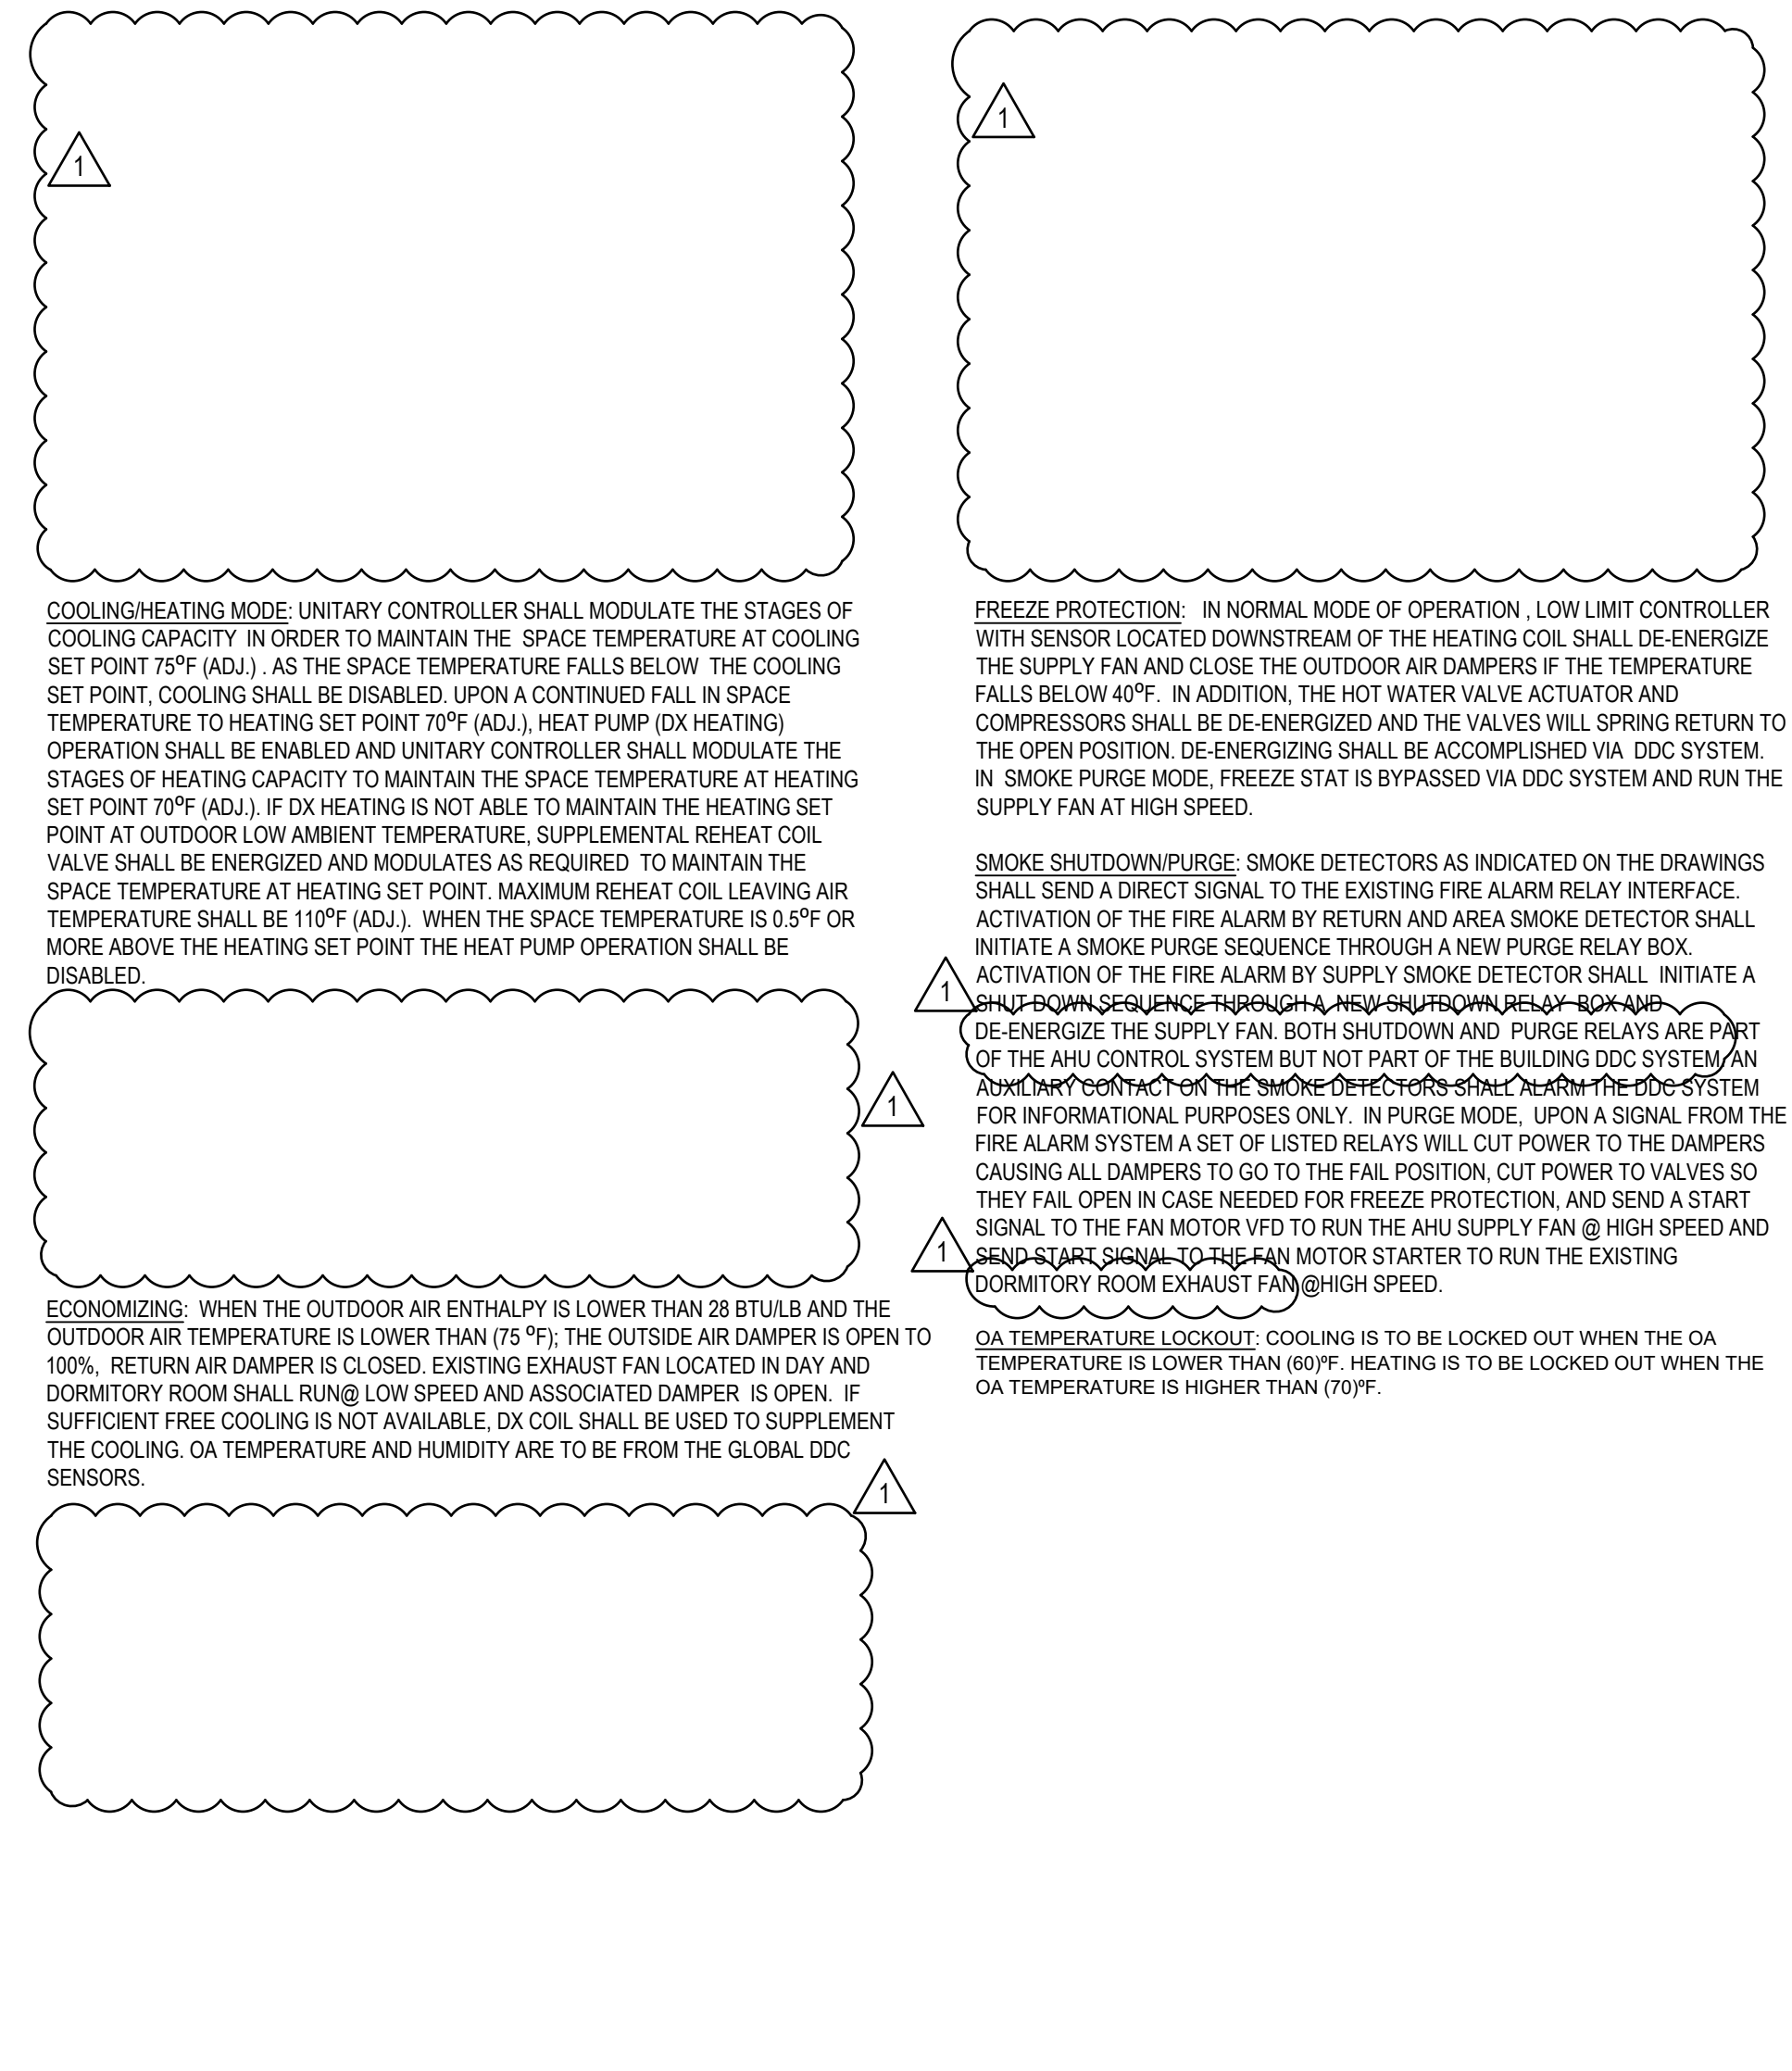 1
COOLING/HEATING MODE: UNITARY CONTROLLER SHALL MODULATE THE STAGES OF
COOLING CAPACITY IN ORDER TO MAINTAIN THE SPACE TEMPERATURE AT COOLING
SET POINT 75⁰F (ADJ.) . AS THE SPACE TEMPERATURE FALLS BELOW THE COOLING
SET POINT, COOLING SHALL BE DISABLED. UPON A CONTINUED FALL IN SPACE
TEMPERATURE TO HEATING SET POINT 70⁰F (ADJ.), HEAT PUMP (DX HEATING)
OPERATION SHALL BE ENABLED AND UNITARY CONTROLLER SHALL MODULATE THE
STAGES OF HEATING CAPACITY TO MAINTAIN THE SPACE TEMPERATURE AT HEATING
SET POINT 70⁰F (ADJ.). IF DX HEATING IS NOT ABLE TO MAINTAIN THE HEATING SET
POINT AT OUTDOOR LOW AMBIENT TEMPERATURE, SUPPLEMENTAL REHEAT COIL
VALVE SHALL BE ENERGIZED AND MODULATES AS REQUIRED TO MAINTAIN THE
SPACE TEMPERATURE AT HEATING SET POINT. MAXIMUM REHEAT COIL LEAVING AIR
TEMPERATURE SHALL BE 110⁰F (ADJ.). WHEN THE SPACE TEMPERATURE IS 0.5⁰F OR
MORE ABOVE THE HEATING SET POINT THE HEAT PUMP OPERATION SHALL BE
DISABLED.
1
ECONOMIZING: WHEN THE OUTDOOR AIR ENTHALPY IS LOWER THAN 28 BTU/LB AND THE
OUTDOOR AIR TEMPERATURE IS LOWER THAN (75 ⁰F); THE OUTSIDE AIR DAMPER IS OPEN TO
100%, RETURN AIR DAMPER IS CLOSED. EXISTING EXHAUST FAN LOCATED IN DAY AND
DORMITORY ROOM SHALL RUN@ LOW SPEED AND ASSOCIATED DAMPER IS OPEN. IF
SUFFICIENT FREE COOLING IS NOT AVAILABLE, DX COIL SHALL BE USED TO SUPPLEMENT
THE COOLING. OA TEMPERATURE AND HUMIDITY ARE TO BE FROM THE GLOBAL DDC
SENSORS.
1
1
FREEZE PROTECTION: IN NORMAL MODE OF OPERATION , LOW LIMIT CONTROLLER
WITH SENSOR LOCATED DOWNSTREAM OF THE HEATING COIL SHALL DE-ENERGIZE
THE SUPPLY FAN AND CLOSE THE OUTDOOR AIR DAMPERS IF THE TEMPERATURE
FALLS BELOW 40⁰F. IN ADDITION, THE HOT WATER VALVE ACTUATOR AND
COMPRESSORS SHALL BE DE-ENERGIZED AND THE VALVES WILL SPRING RETURN TO
THE OPEN POSITION. DE-ENERGIZING SHALL BE ACCOMPLISHED VIA DDC SYSTEM.
IN SMOKE PURGE MODE, FREEZE STAT IS BYPASSED VIA DDC SYSTEM AND RUN THE
SUPPLY FAN AT HIGH SPEED.
SMOKE SHUTDOWN/PURGE: SMOKE DETECTORS AS INDICATED ON THE DRAWINGS
SHALL SEND A DIRECT SIGNAL TO THE EXISTING FIRE ALARM RELAY INTERFACE.
ACTIVATION OF THE FIRE ALARM BY RETURN AND AREA SMOKE DETECTOR SHALL
INITIATE A SMOKE PURGE SEQUENCE THROUGH A NEW PURGE RELAY BOX.
ACTIVATION OF THE FIRE ALARM BY SUPPLY SMOKE DETECTOR SHALL INITIATE A
1
SHUT DOWN SEQUENCE THROUGH A NEW SHUTDOWN RELAY BOX AND
DE-ENERGIZE THE SUPPLY FAN. BOTH SHUTDOWN AND PURGE RELAYS ARE PART
OF THE AHU CONTROL SYSTEM BUT NOT PART OF THE BUILDING DDC SYSTEM. AN
AUXILIARY CONTACT ON THE SMOKE DETECTORS SHALL ALARM THE DDC SYSTEM
FOR INFORMATIONAL PURPOSES ONLY. IN PURGE MODE, UPON A SIGNAL FROM THE
FIRE ALARM SYSTEM A SET OF LISTED RELAYS WILL CUT POWER TO THE DAMPERS
CAUSING ALL DAMPERS TO GO TO THE FAIL POSITION, CUT POWER TO VALVES SO
THEY FAIL OPEN IN CASE NEEDED FOR FREEZE PROTECTION, AND SEND A START
SIGNAL TO THE FAN MOTOR VFD TO RUN THE AHU SUPPLY FAN @ HIGH SPEED AND
1
SEND START SIGNAL TO THE FAN MOTOR STARTER TO RUN THE EXISTING
DORMITORY ROOM EXHAUST FAN @HIGH SPEED.
OA TEMPERATURE LOCKOUT: COOLING IS TO BE LOCKED OUT WHEN THE OA
TEMPERATURE IS LOWER THAN (60)ºF. HEATING IS TO BE LOCKED OUT WHEN THE
OA TEMPERATURE IS HIGHER THAN (70)ºF.